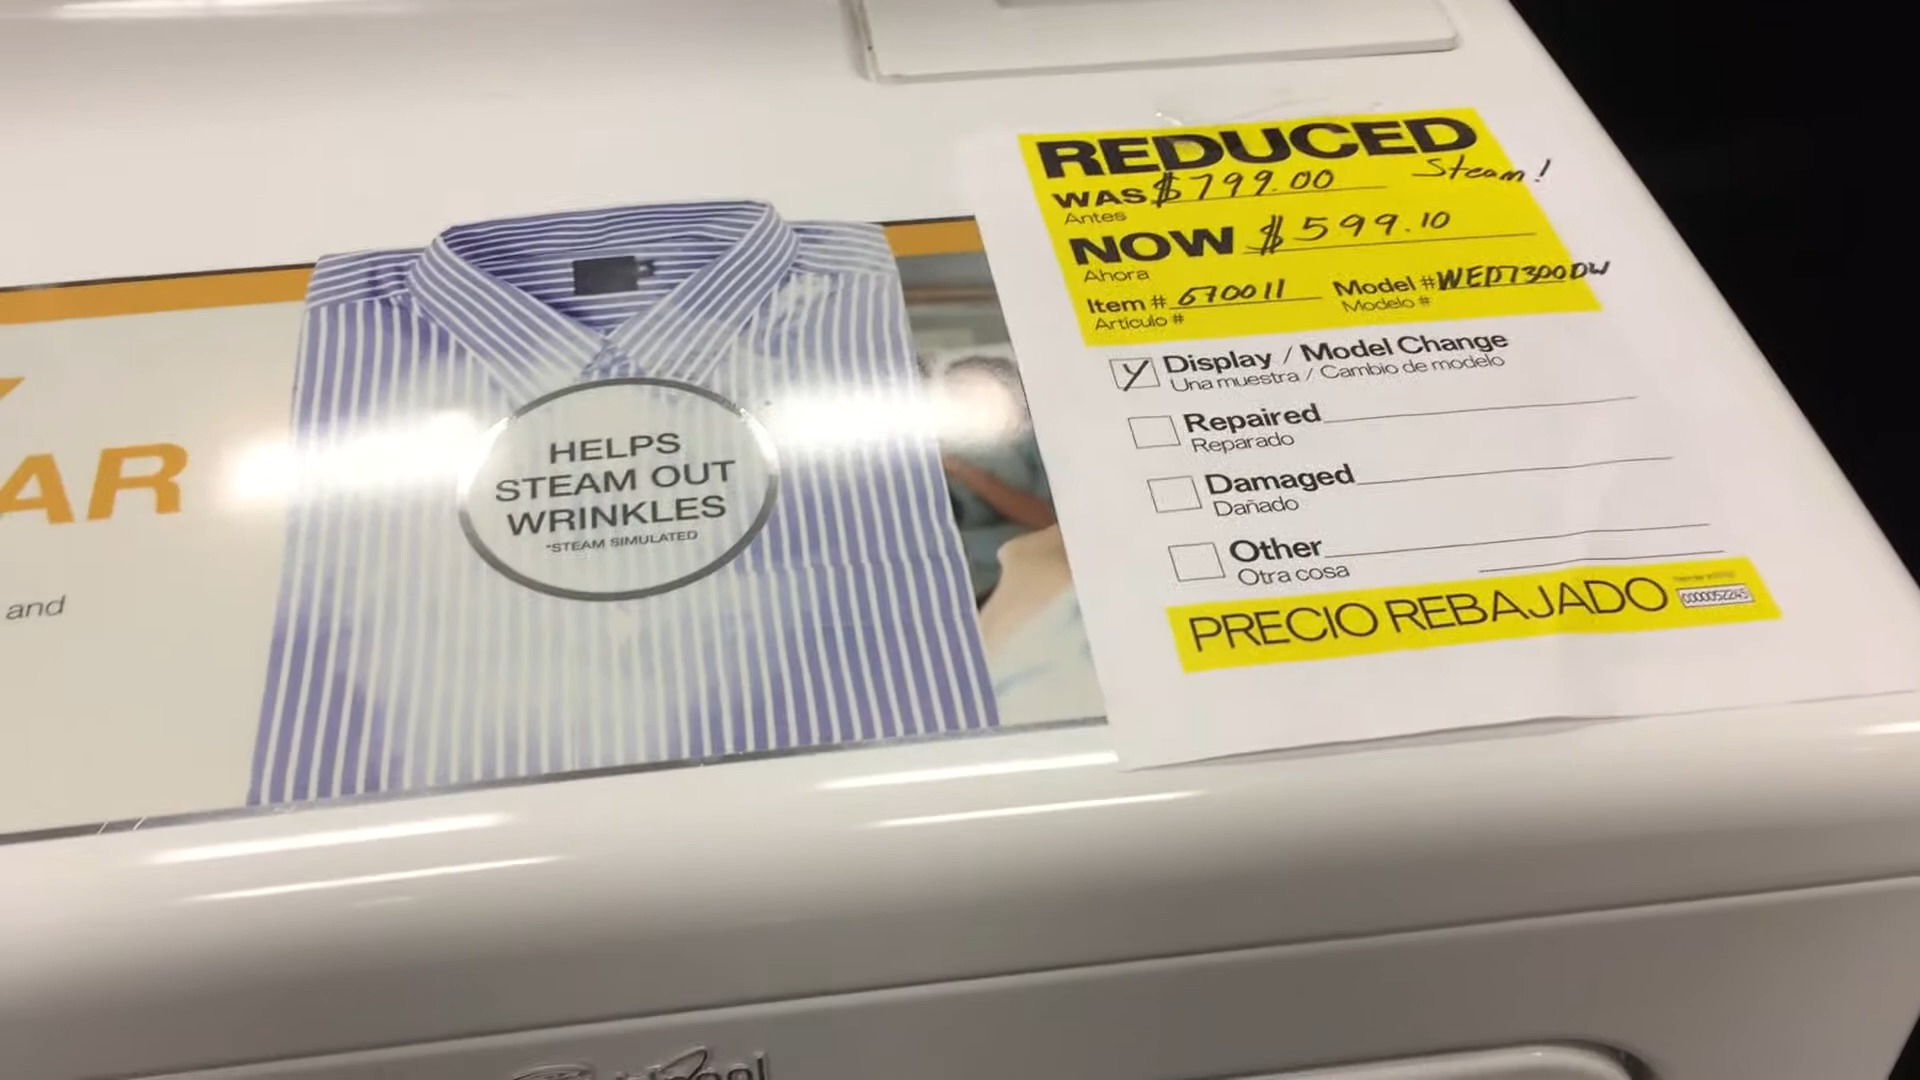 AR
and
HELPS
STEAM OUT
WRINKLES
*STEAM SIMULATED
REDUCED
Steam!
WAS $799.00
Antes
NOW $599.10
Ahora
Item # 670011 Model # WED7300DW
Artículo # Modelo #
Display / Model Change
Una muestra / Cambio de modelo
Repaired
Reparado
Damaged
Dañado
Other
Otra cosa
PRECIO REBAJADO